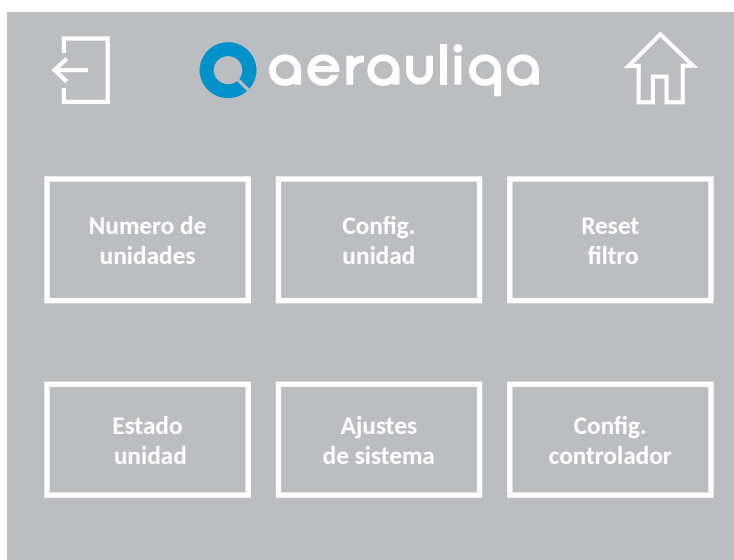 aerauliqa
Numero de
unidades
Config.
unidad
Reset
filtro
Estado
unidad
Ajustes
de sistema
Config.
controlador